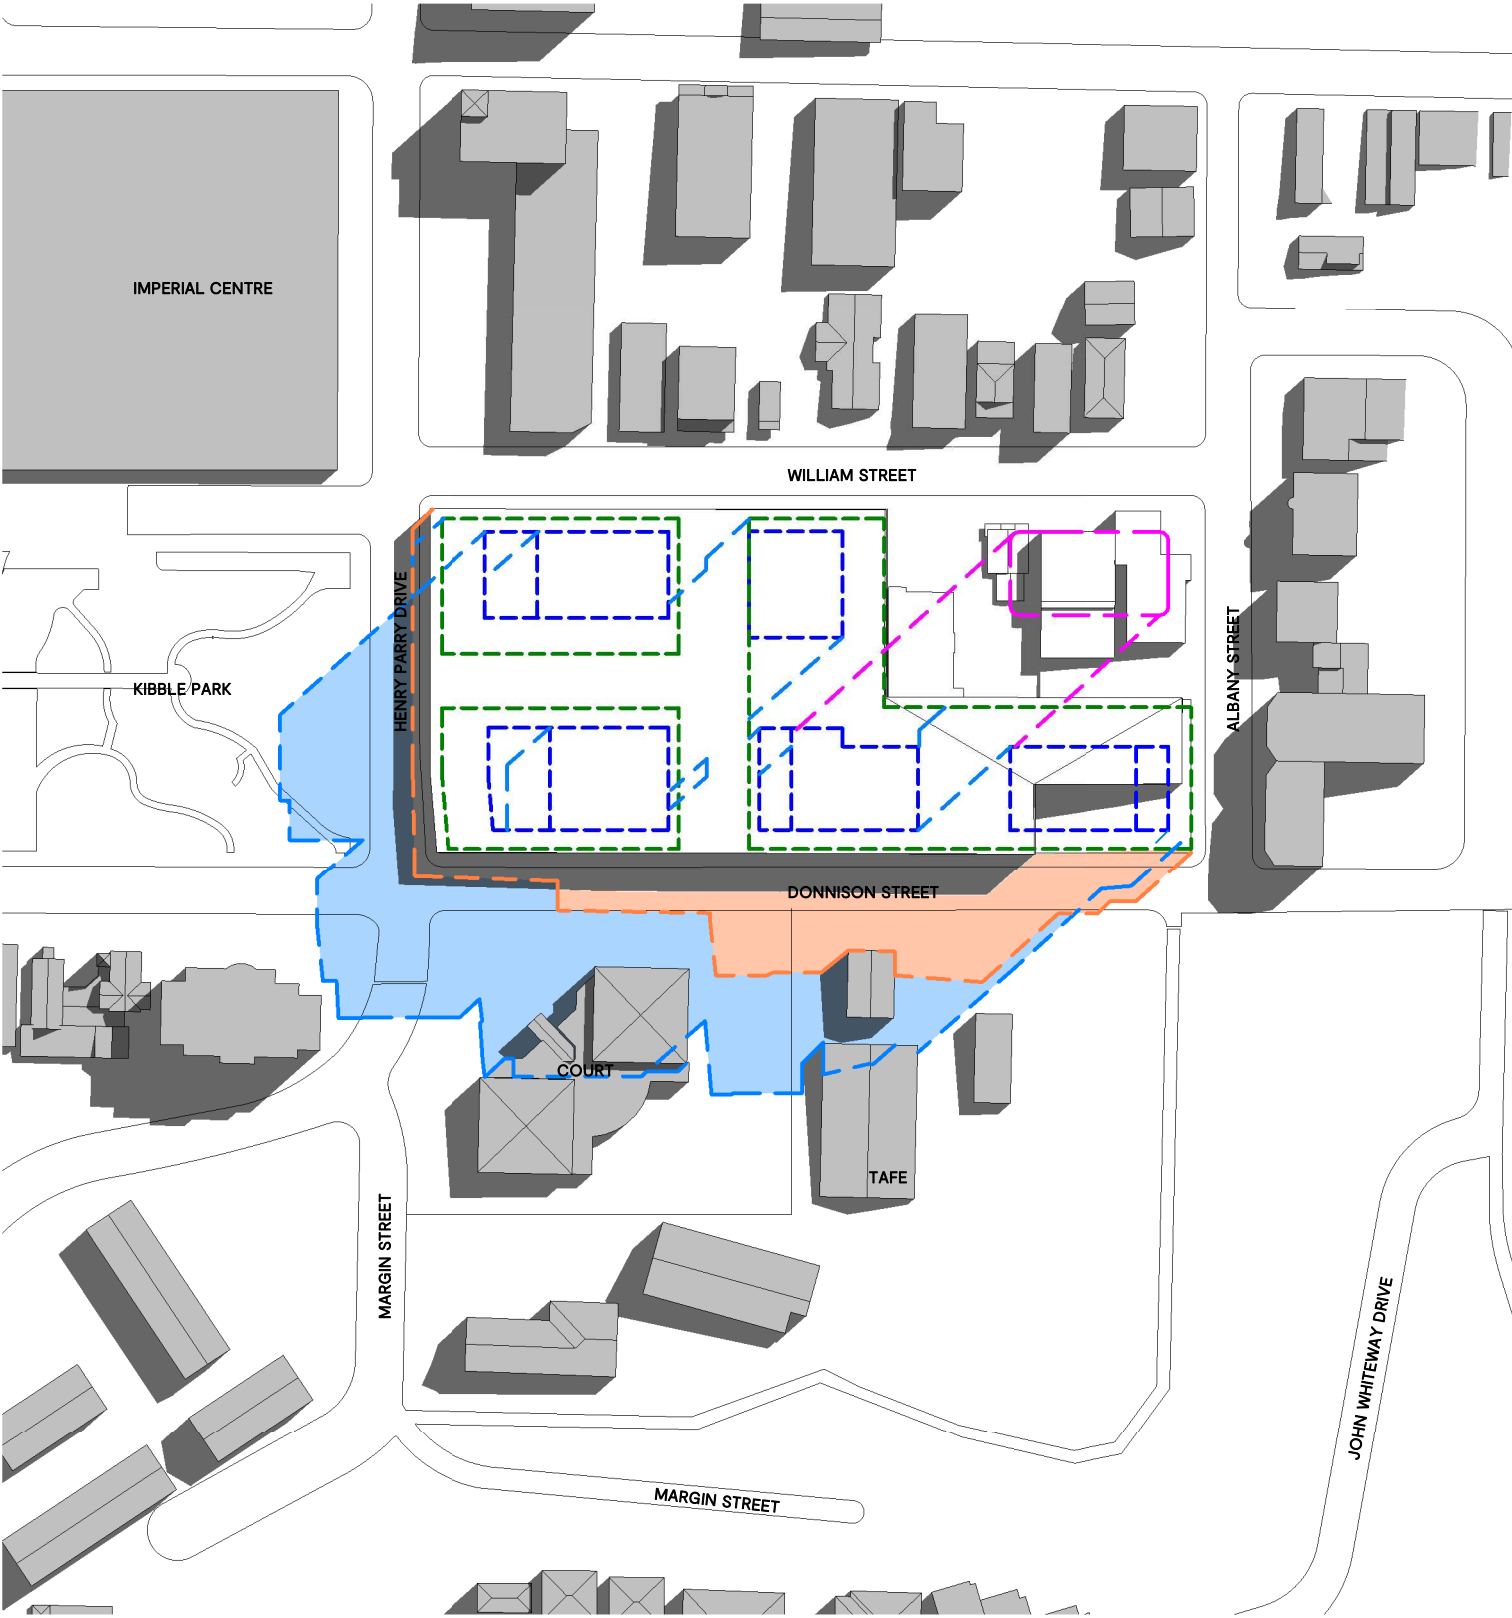 IMPERIAL CENTRE
WILLIAM STREET
HENRY PARRY DRIVE
KIBBLE PARK
ALBANY STREET
DONNISON STREET
COURT
TAFE
MARGIN STREET
JOHN WHITEWAY DRIVE
MARGIN STREET